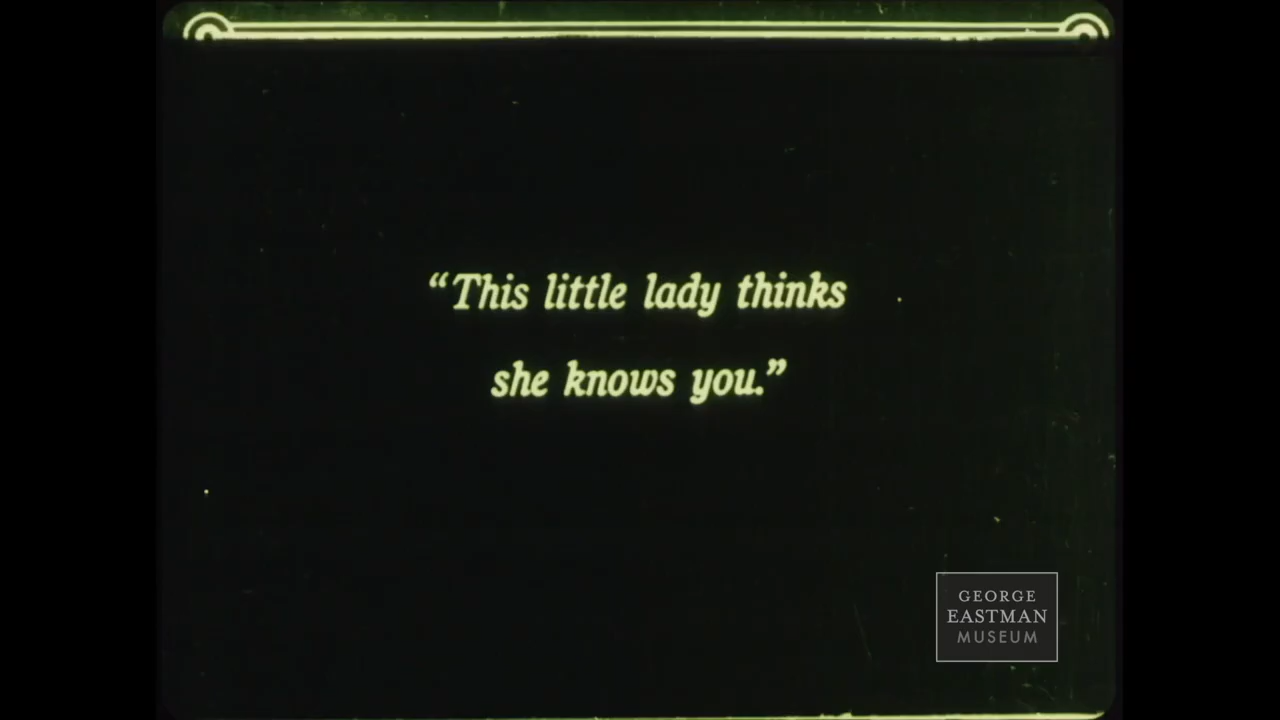 “This little lady thinks
she knows you.”
GEORGE
EASTMAN
MUSEUM